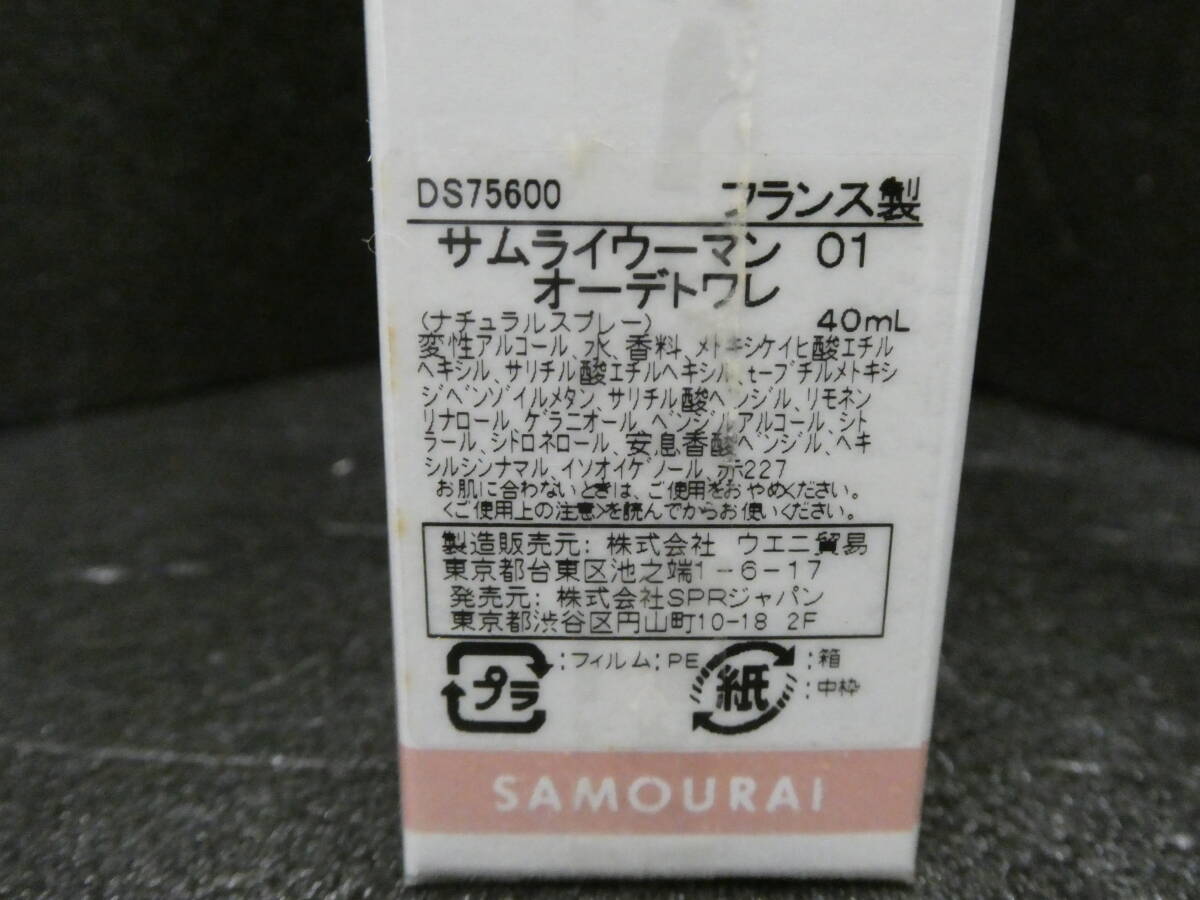 DS75600 フランス製
サムライウーマン 01
オーデトワレ
(ナチュラルスプレー) 40mL
変性アルコール、水、香料、メトキシケイヒ酸エチル
ヘキシル、サリチル酸エチルヘキシル、t-ブチルメトキシ
ジベンゾイルメタン、サリチル酸ベンジル、リモネン
リナロール、ゲラニオール、ベンジルアルコール、シト
ラール、シトロネロール、安息香酸ベンジル、ヘキ
シルシンナマル、イソオイゲノール、赤227
お肌に合わないときは、ご使用をおやめください。
〈ご使用上の注意〉を読んでからお使いください。
製造販売元:株式会社 ウエニ貿易
東京都台東区池之端1-6-17
発売元:株式会社SPRジャパン
東京都渋谷区円山町10-18 2F
プラ :フィルム:PE 紙 :箱
:中枠
SAMOURAI